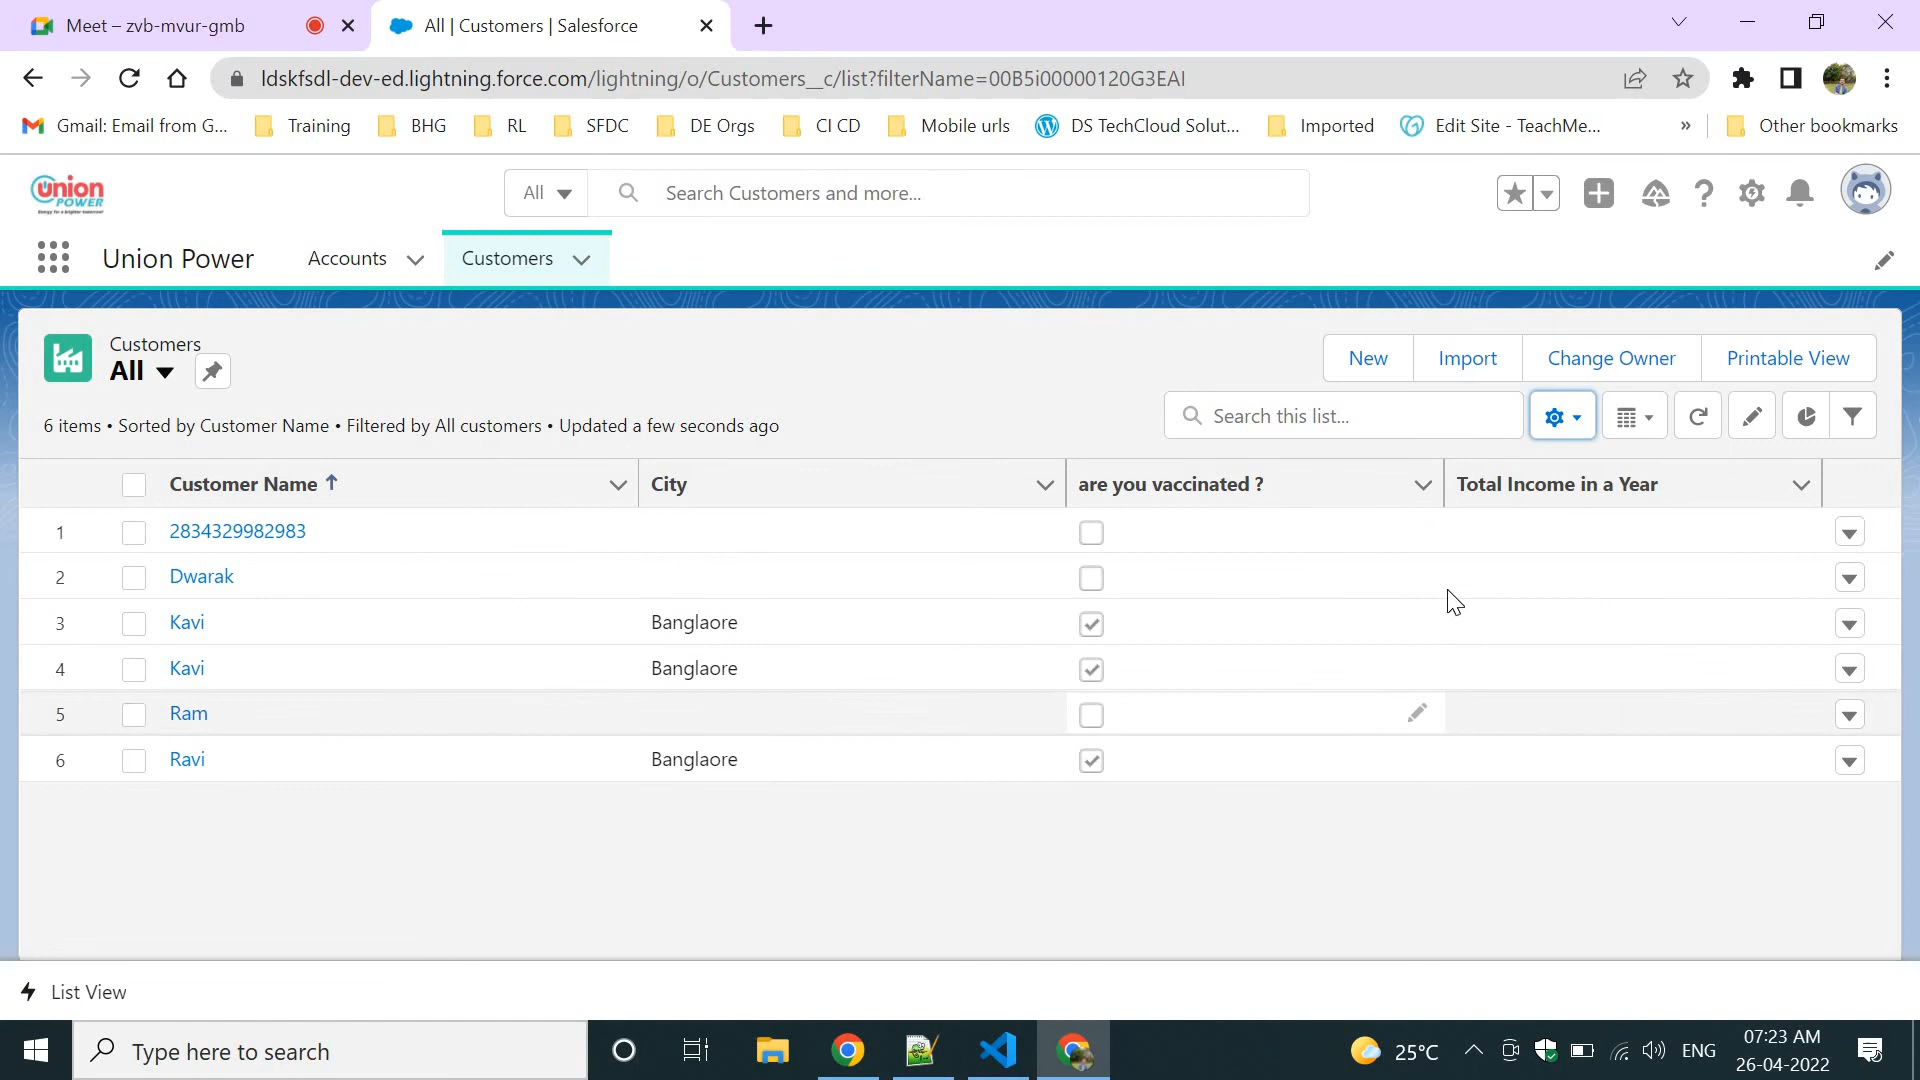 Meet – zvb-mvur-gmb
All | Customers | Salesforce
ldskfsdl-dev-ed.lightning.force.com/lightning/o/Customers__c/list?filterName=00B5i00000120G3EAI
Gmail: Email from G... Training BHG RL SFDC DE Orgs CI CD Mobile urls DS TechCloud Solut... Imported Edit Site - TeachMe... » Other bookmarks
union
POWER
Energy for a brighter tomorrow
All Search Customers and more...
Union Power Accounts Customers
Customers
All
New Import Change Owner Printable View
6 items • Sorted by Customer Name • Filtered by All customers • Updated a few seconds ago
Search this list...
Customer Name ↑ City are you vaccinated ? Total Income in a Year
1 2834329982983
2 Dwarak
3 Kavi Banglaore
4 Kavi Banglaore
5 Ram
6 Ravi Banglaore
List View
Type here to search
25°C ENG 07:23 AM
26-04-2022